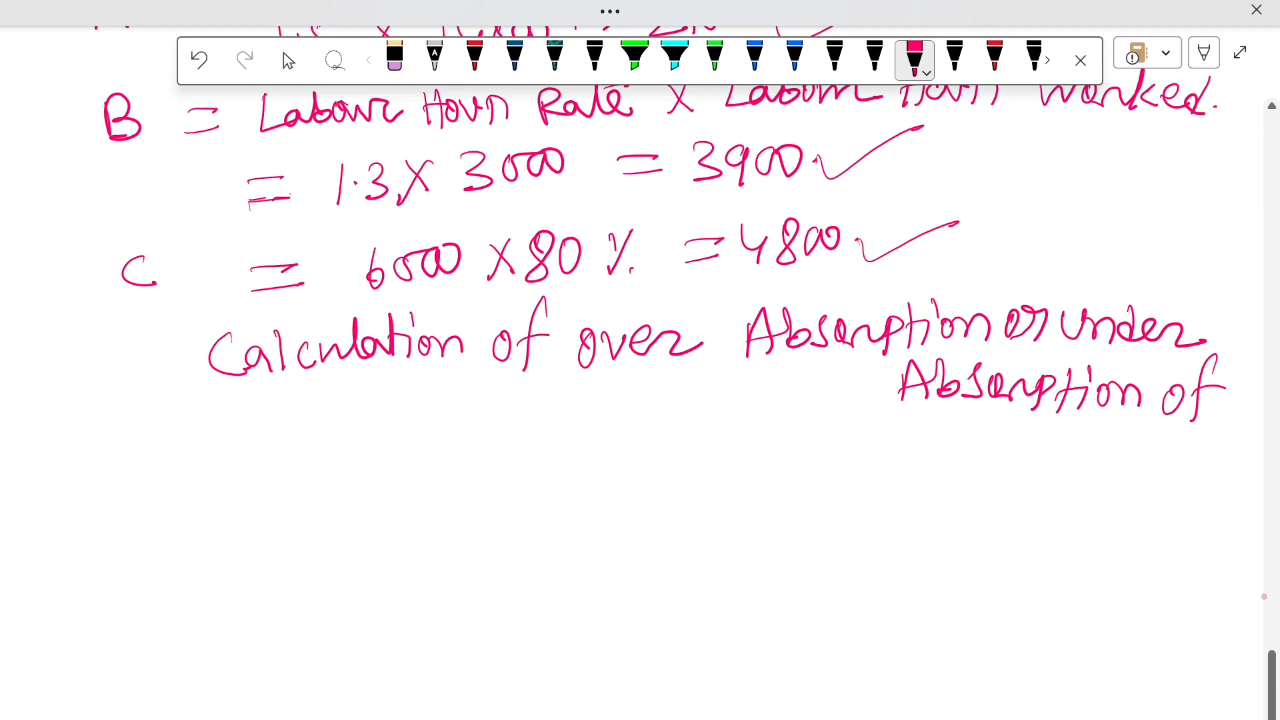 B = Labour Hour Rate × Labour Hour Worked.
= 1.3 × 3000 = 3900 ✓
C = 6000 × 80 % = 4800 ✓
Calculation of over Absorption or under
Absorption of